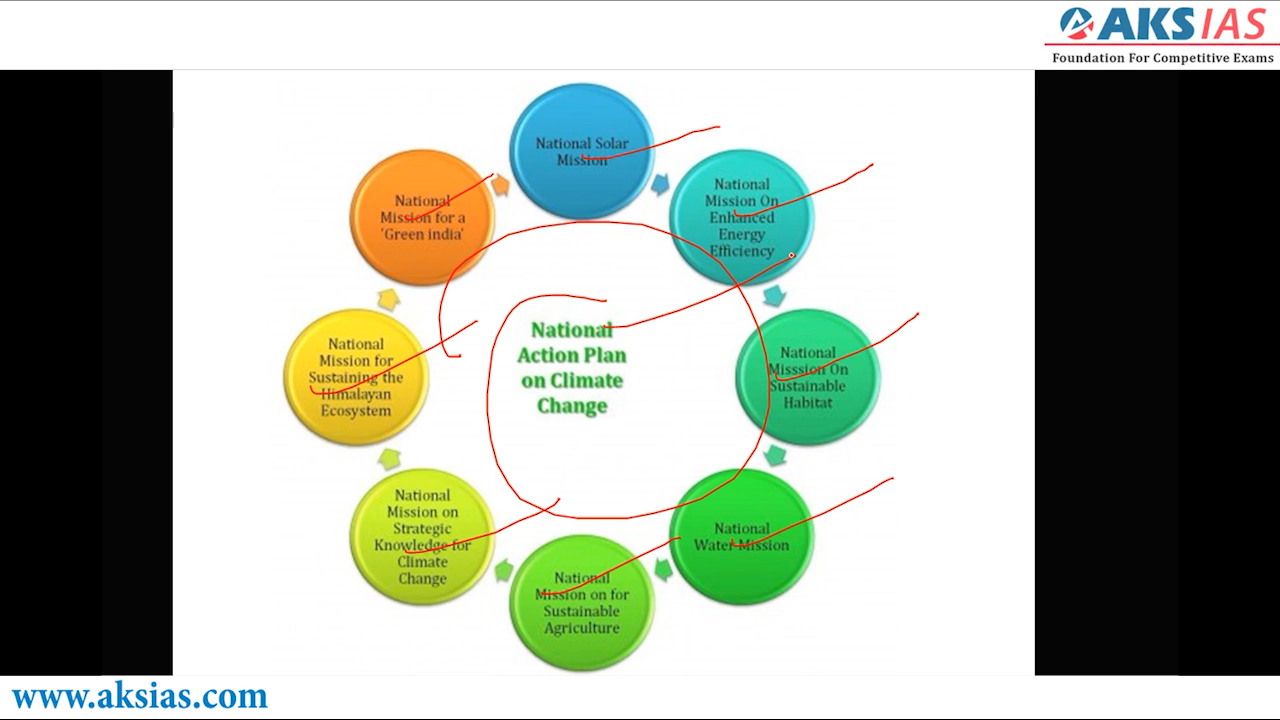 AKS IAS
Foundation For Competitive Exams
National Solar
Mission
National
Mission On
Enhanced
Energy
Efficiency
National
Misssion On
Sustainable
Habitat
National
Water Mission
National
Mission on for
Sustainable
Agriculture
National
Mission on
Strategic
Knowledge for
Climate
Change
National
Mission for
Sustaining the
Himalayan
Ecosystem
National
Mission for a
'Green india'
National
Action Plan
on Climate
Change
www.aksias.com